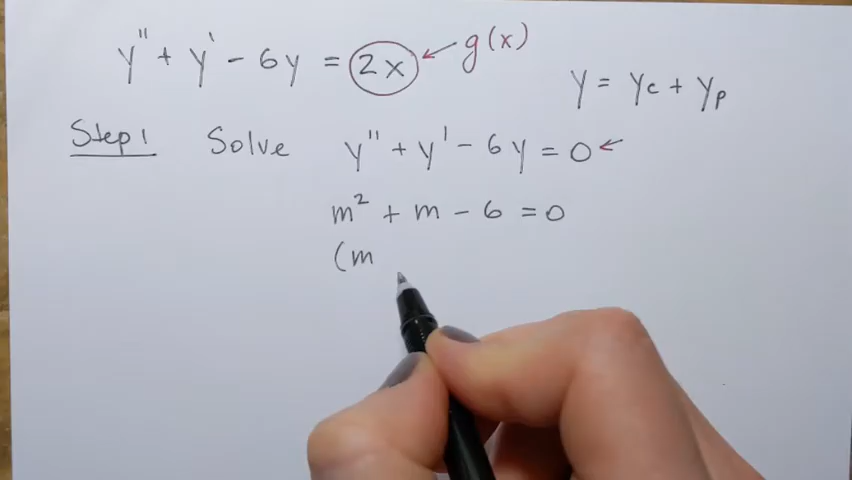 y'' + y' - 6y = 2x ← g(x)
y = yc + yp
Step 1 Solve y'' + y' - 6y = 0 ←
m² + m - 6 = 0
(m